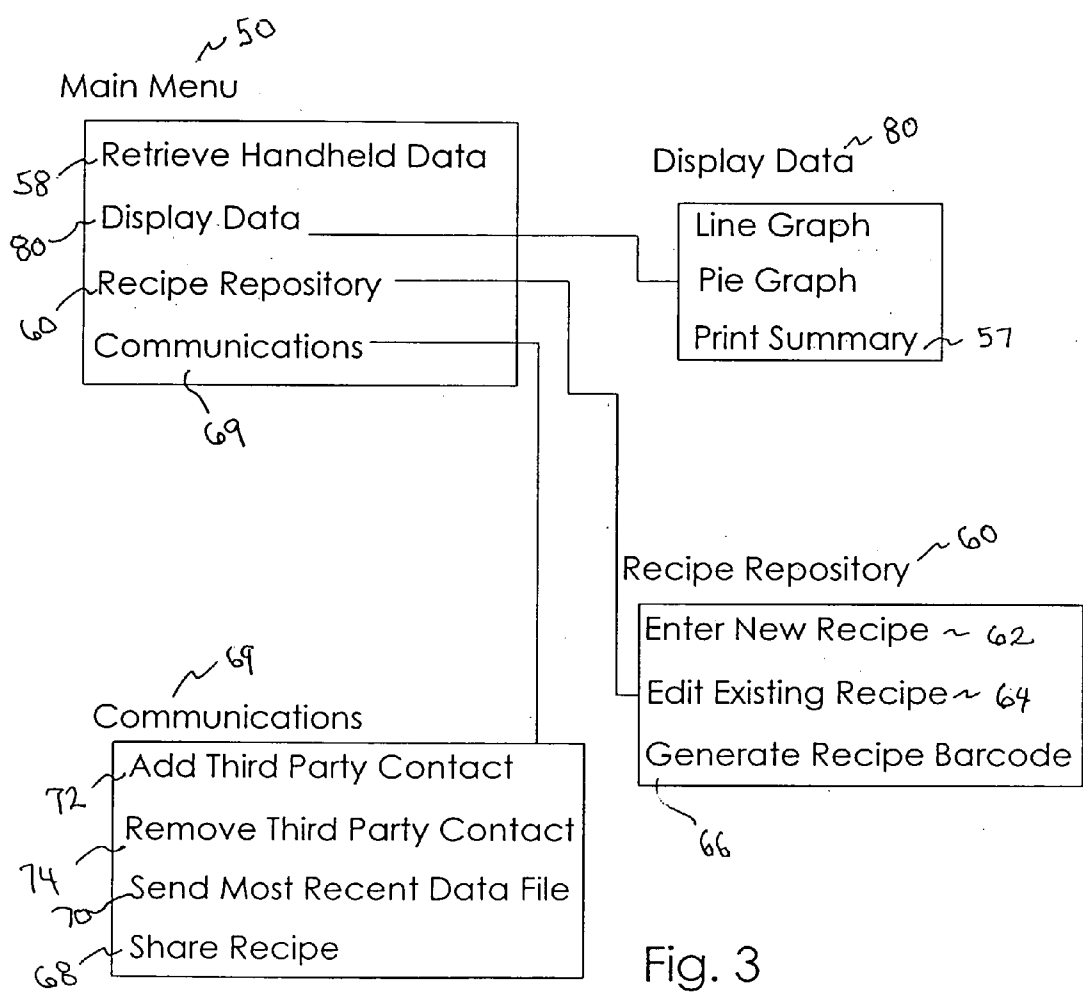 50
Main Menu
58 Retrieve Handheld Data
80 Display Data
60 Recipe Repository
Communications
69
Display Data 80
Line Graph
Pie Graph
Print Summary 57
Recipe Repository 60
Enter New Recipe 62
Edit Existing Recipe 64
Generate Recipe Barcode
66
69
Communications
72 Add Third Party Contact
74 Remove Third Party Contact
70 Send Most Recent Data File
68 Share Recipe
Fig. 3